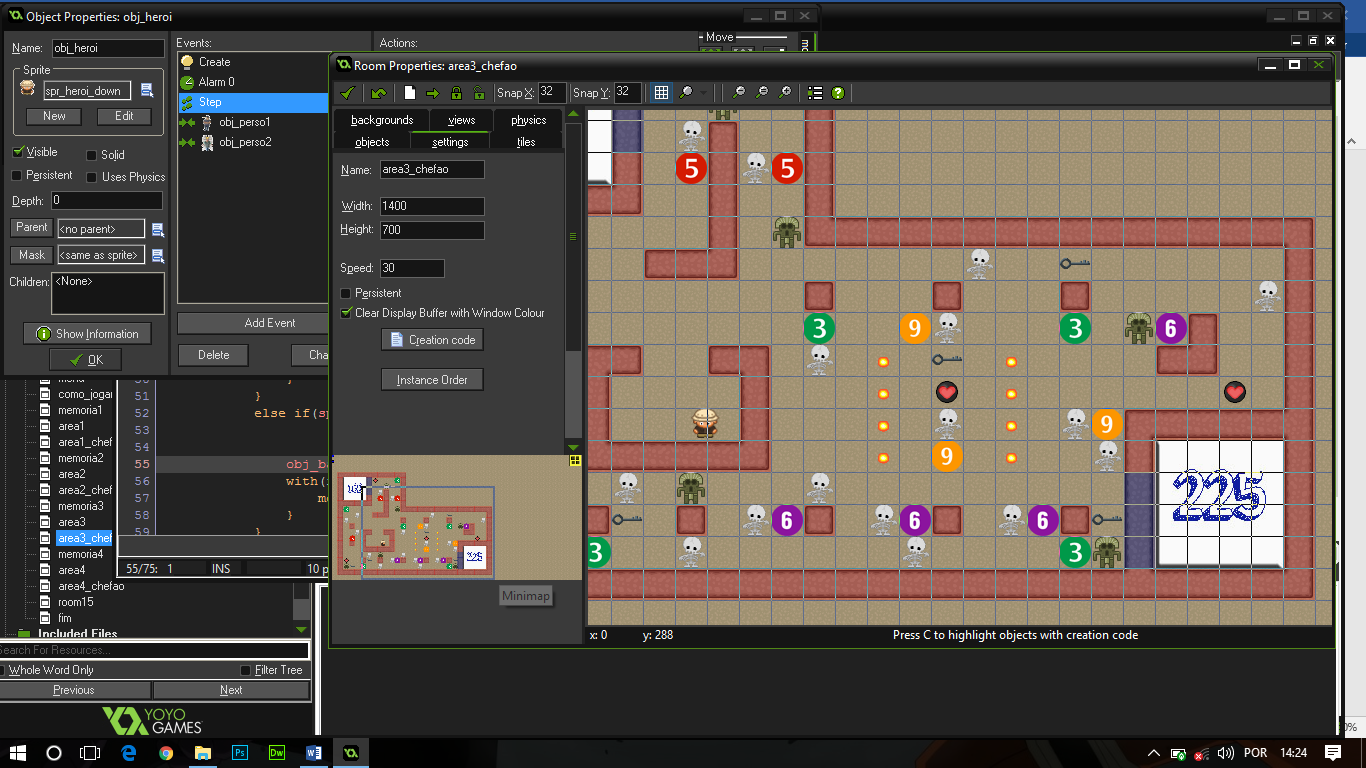 Object Properties: obj_heroi
Name: obj_heroi
Sprite
spr_heroi_down
New Edit
Visible Solid
Persistent Uses Physics
Depth: 0
Parent <no parent>
Mask <same as sprite>
Children: <None>
Show Information
OK
Events:
Create
Alarm 0
Step
obj_perso1
obj_perso2
Add Event
Delete Cha
Actions:
Move
Room Properties: area3_chefao
Snap X: 32 Snap Y: 32
backgrounds views physics
objects settings tiles
Name: area3_chefao
Width: 1400
Height: 700
Speed: 30
Persistent
Clear Display Buffer with Window Colour
Creation code
Instance Order
225
Minimap
5 5
3 9 3 6
9
9
225
6 6 6
3 3
x: 0 y: 288 Press C to highlight objects with creation code
como_jogar
memoria1
area1
area1_chef
memoria2
area2
area2_chef
memoria3
area3
area3_chef
memoria4
area4
area4_chefao
room15
fim
Included Files
51 }
52 else if(sp
53
54
55 obj_ba
56 with(i
57 mo
58 }
59 }
55/75: 1 INS 10 p
Search For Resources...
Whole Word Only Filter Tree
Previous Next
YOYO
GAMES
Ps Dw W
POR 14:24